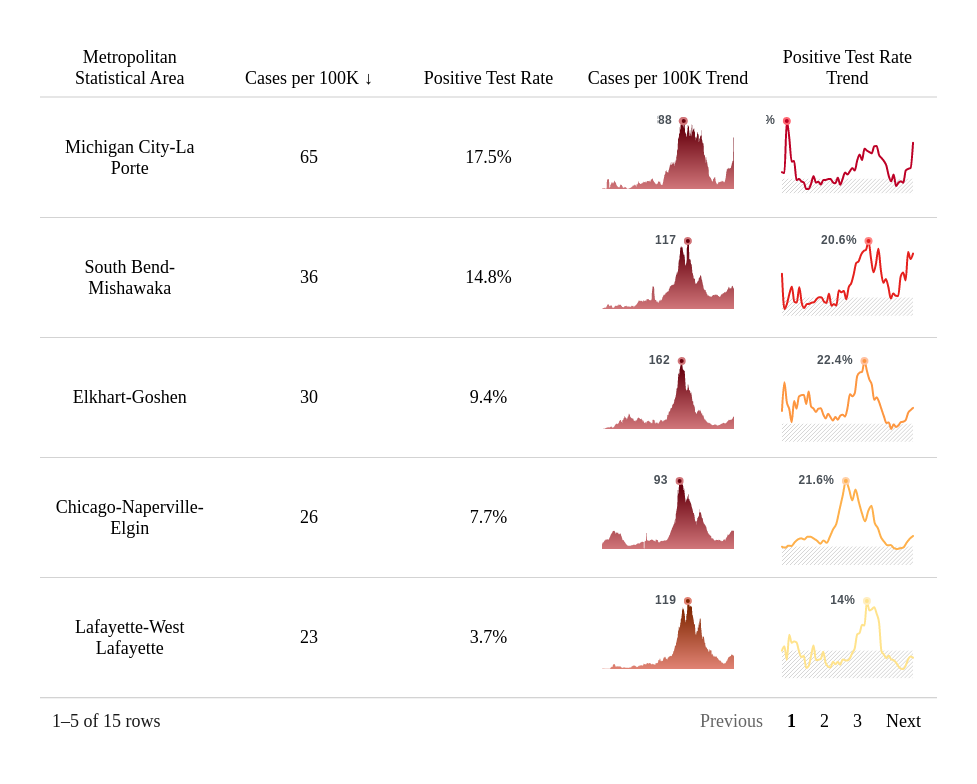 Metropolitan
Statistical Area
Cases per 100K ↓
Positive Test Rate
Cases per 100K Trend
Positive Test Rate
Trend
Michigan City-La
Porte
65
17.5%
88
%
South Bend-
Mishawaka
36
14.8%
117
20.6%
Elkhart-Goshen
30
9.4%
162
22.4%
Chicago-Naperville-
Elgin
26
7.7%
93
21.6%
Lafayette-West
Lafayette
23
3.7%
119
14%
1–5 of 15 rows
Previous 1 2 3 Next